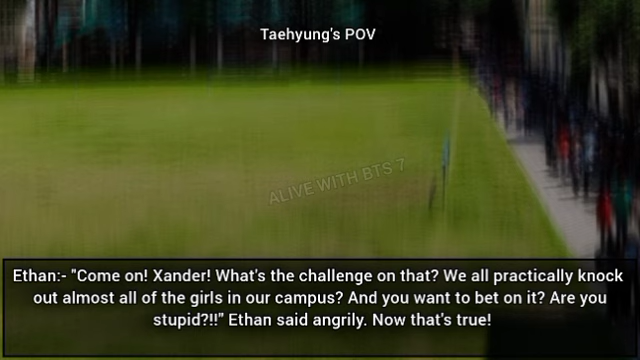 Taehyung's POV
ALIVE WITH BTS 7
Ethan:- "Come on! Xander! What's the challenge on that? We all practically knock
out almost all of the girls in our campus? And you want to bet on it? Are you
stupid?!!" Ethan said angrily. Now that's true!